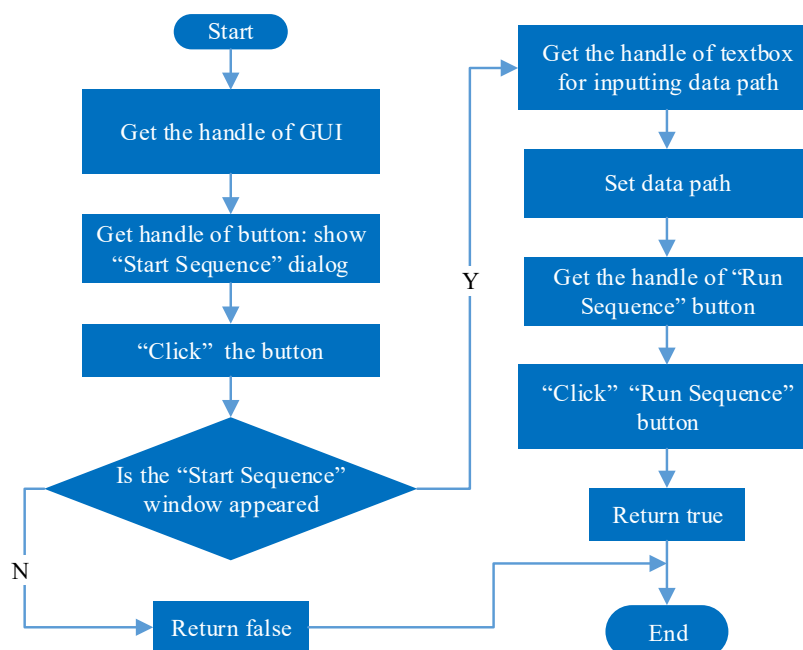 Start
Get the handle of GUI
Get handle of button: show
“Start Sequence” dialog
“Click” the button
Is the “Start Sequence”
window appeared
N
Return false
Y
Get the handle of textbox
for inputting data path
Set data path
Get the handle of “Run
Sequence” button
“Click” “Run Sequence”
button
Return true
End